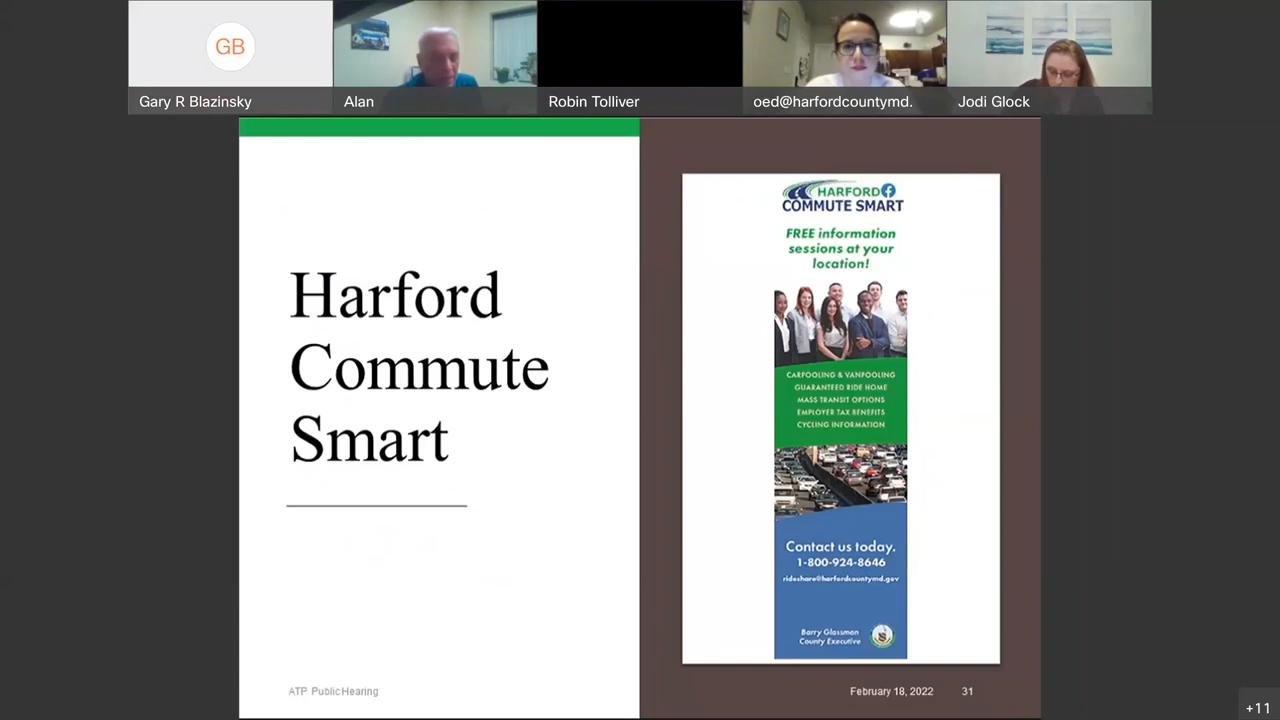 GB
Gary R Blazinsky
Alan
Robin Tolliver
oed@harfordcountymd.
Jodi Glock
Harford
Commute
Smart
ATP Public Hearing
HARFORD
COMMUTE SMART
FREE information
sessions at your
location!
CARPOOLING & VANPOOLING
GUARANTEED RIDE HOME
MASS TRANSIT OPTIONS
EMPLOYER TAX BENEFITS
CYCLING INFORMATION
Contact us today.
1-800-924-8646
rideshare@harfordcountymd.gov
Barry Glassman
County Executive
February 18, 2022 31
+11